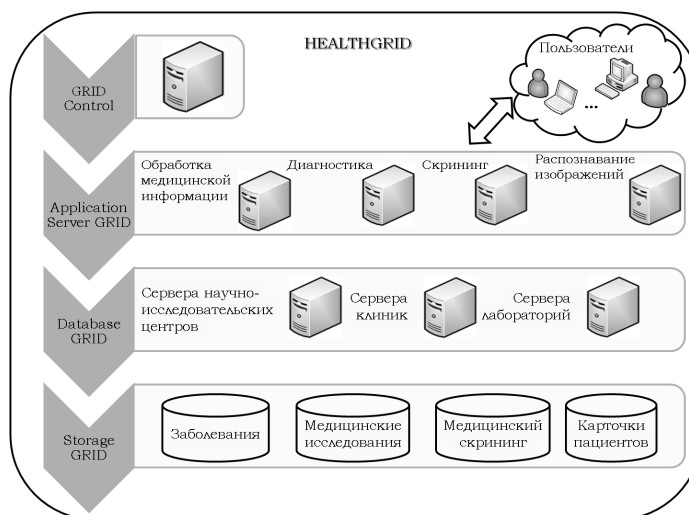 HEALTHGRID
Пользователи
...
GRID
Control
Обработка
медицинской
информации
Диагностика
Скрининг
Распознавание
изображений
Application
Server GRID
Сервера научно-
исследовательских
центров
Сервера
клиник
Сервера
лабораторий
Database
GRID
Заболевания
Медицинские
исследования
Медицинский
скрининг
Карточки
пациентов
Storage
GRID